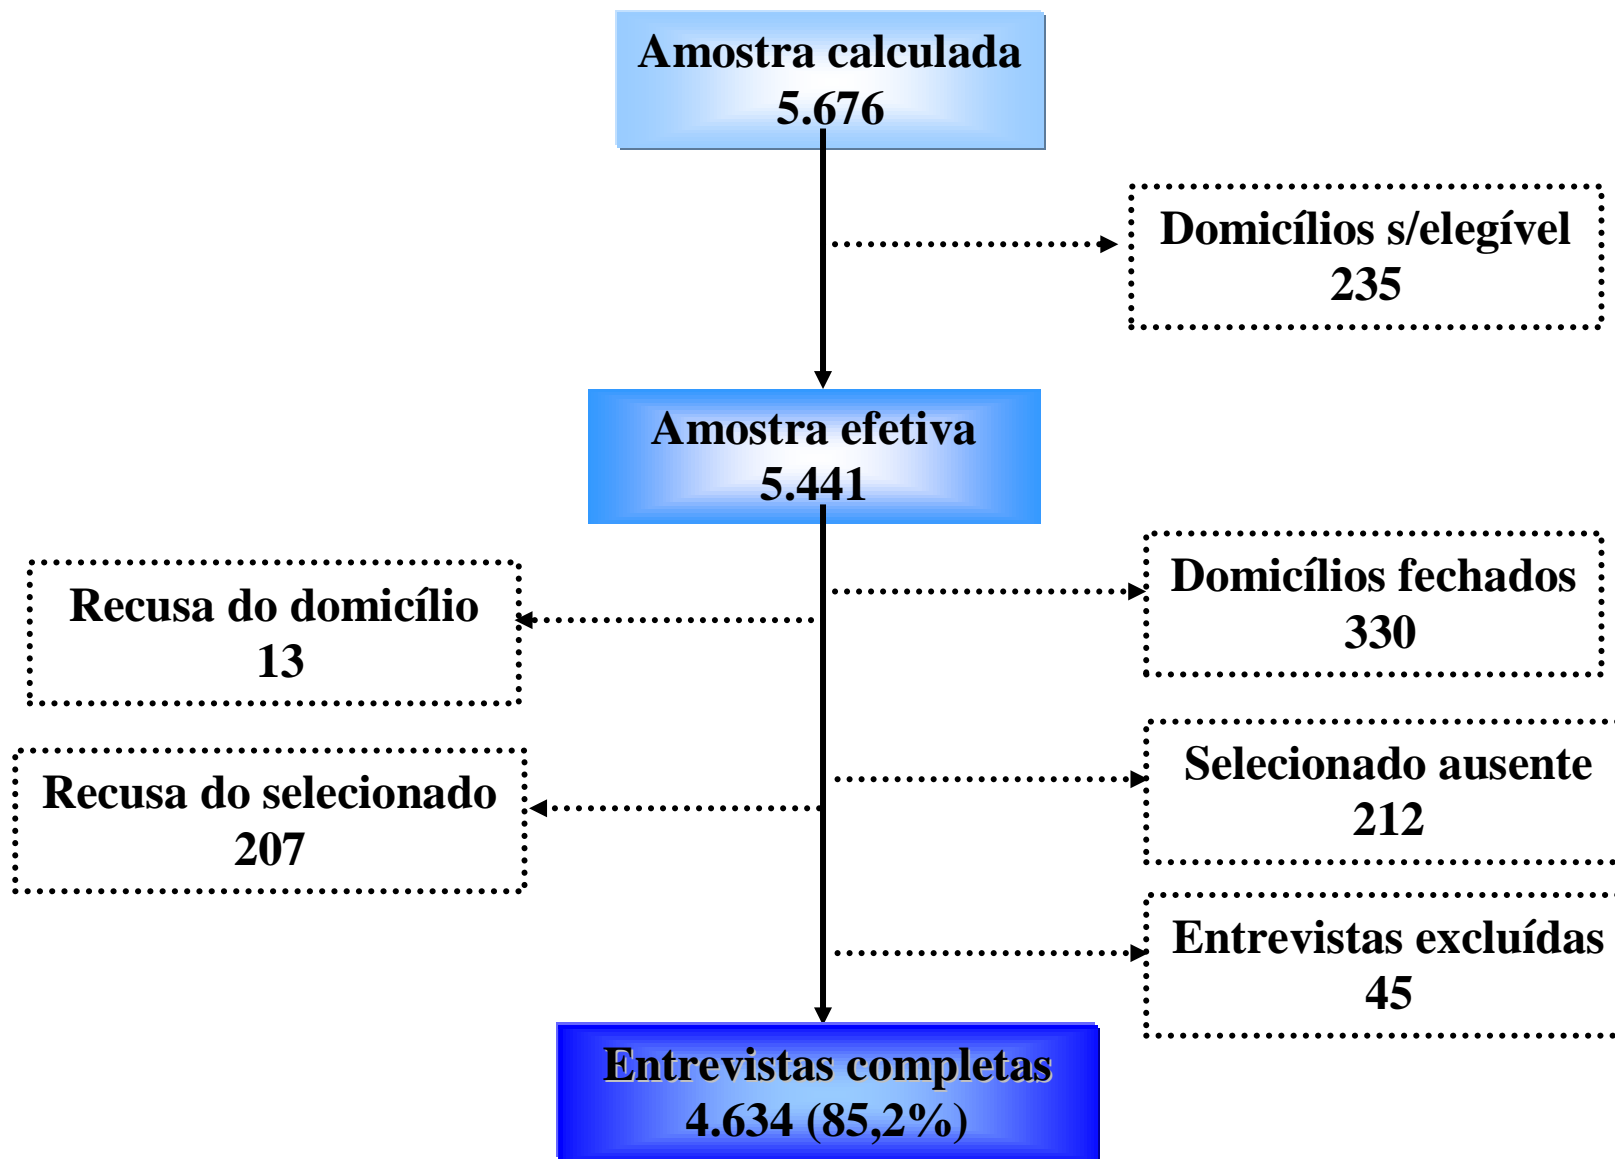 Amostra calculada
5.676
Domicílios s/elegível
235
Amostra efetiva
5.441
Domicílios fechados
330
Recusa do domicílio
13
Selecionado ausente
212
Recusa do selecionado
207
Entrevistas excluídas
45
Entrevistas completas
4.634 (85,2%)